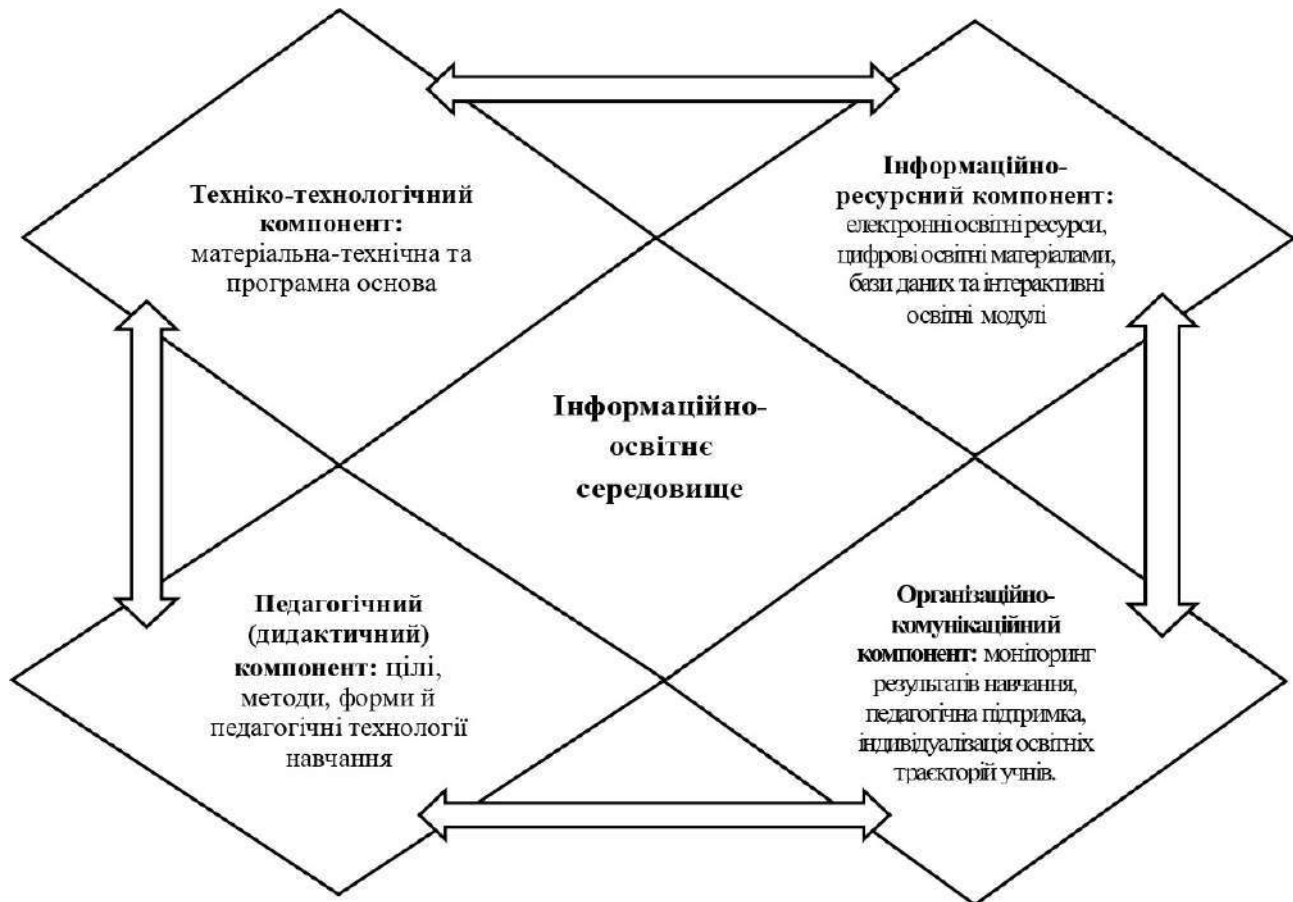 Техніко-технологічний
компонент:
матеріальна-технічна та
програмна основа
Інформаційно-
ресурсний компонент:
електронні освітні ресурси,
цифрові освітні матеріалами,
бази даних та інтерактивні
освітні модулі
Інформаційно-
освітнє
середовище
Педагогічний
(дидактичний)
компонент: цілі,
методи, форми й
педагогічні технології
навчання
Організаційно-
комунікаційний
компонент: моніторинг
результатів навчання,
педагогічна підтримка,
індивідуалізація освітніх
траєкторій учнів.